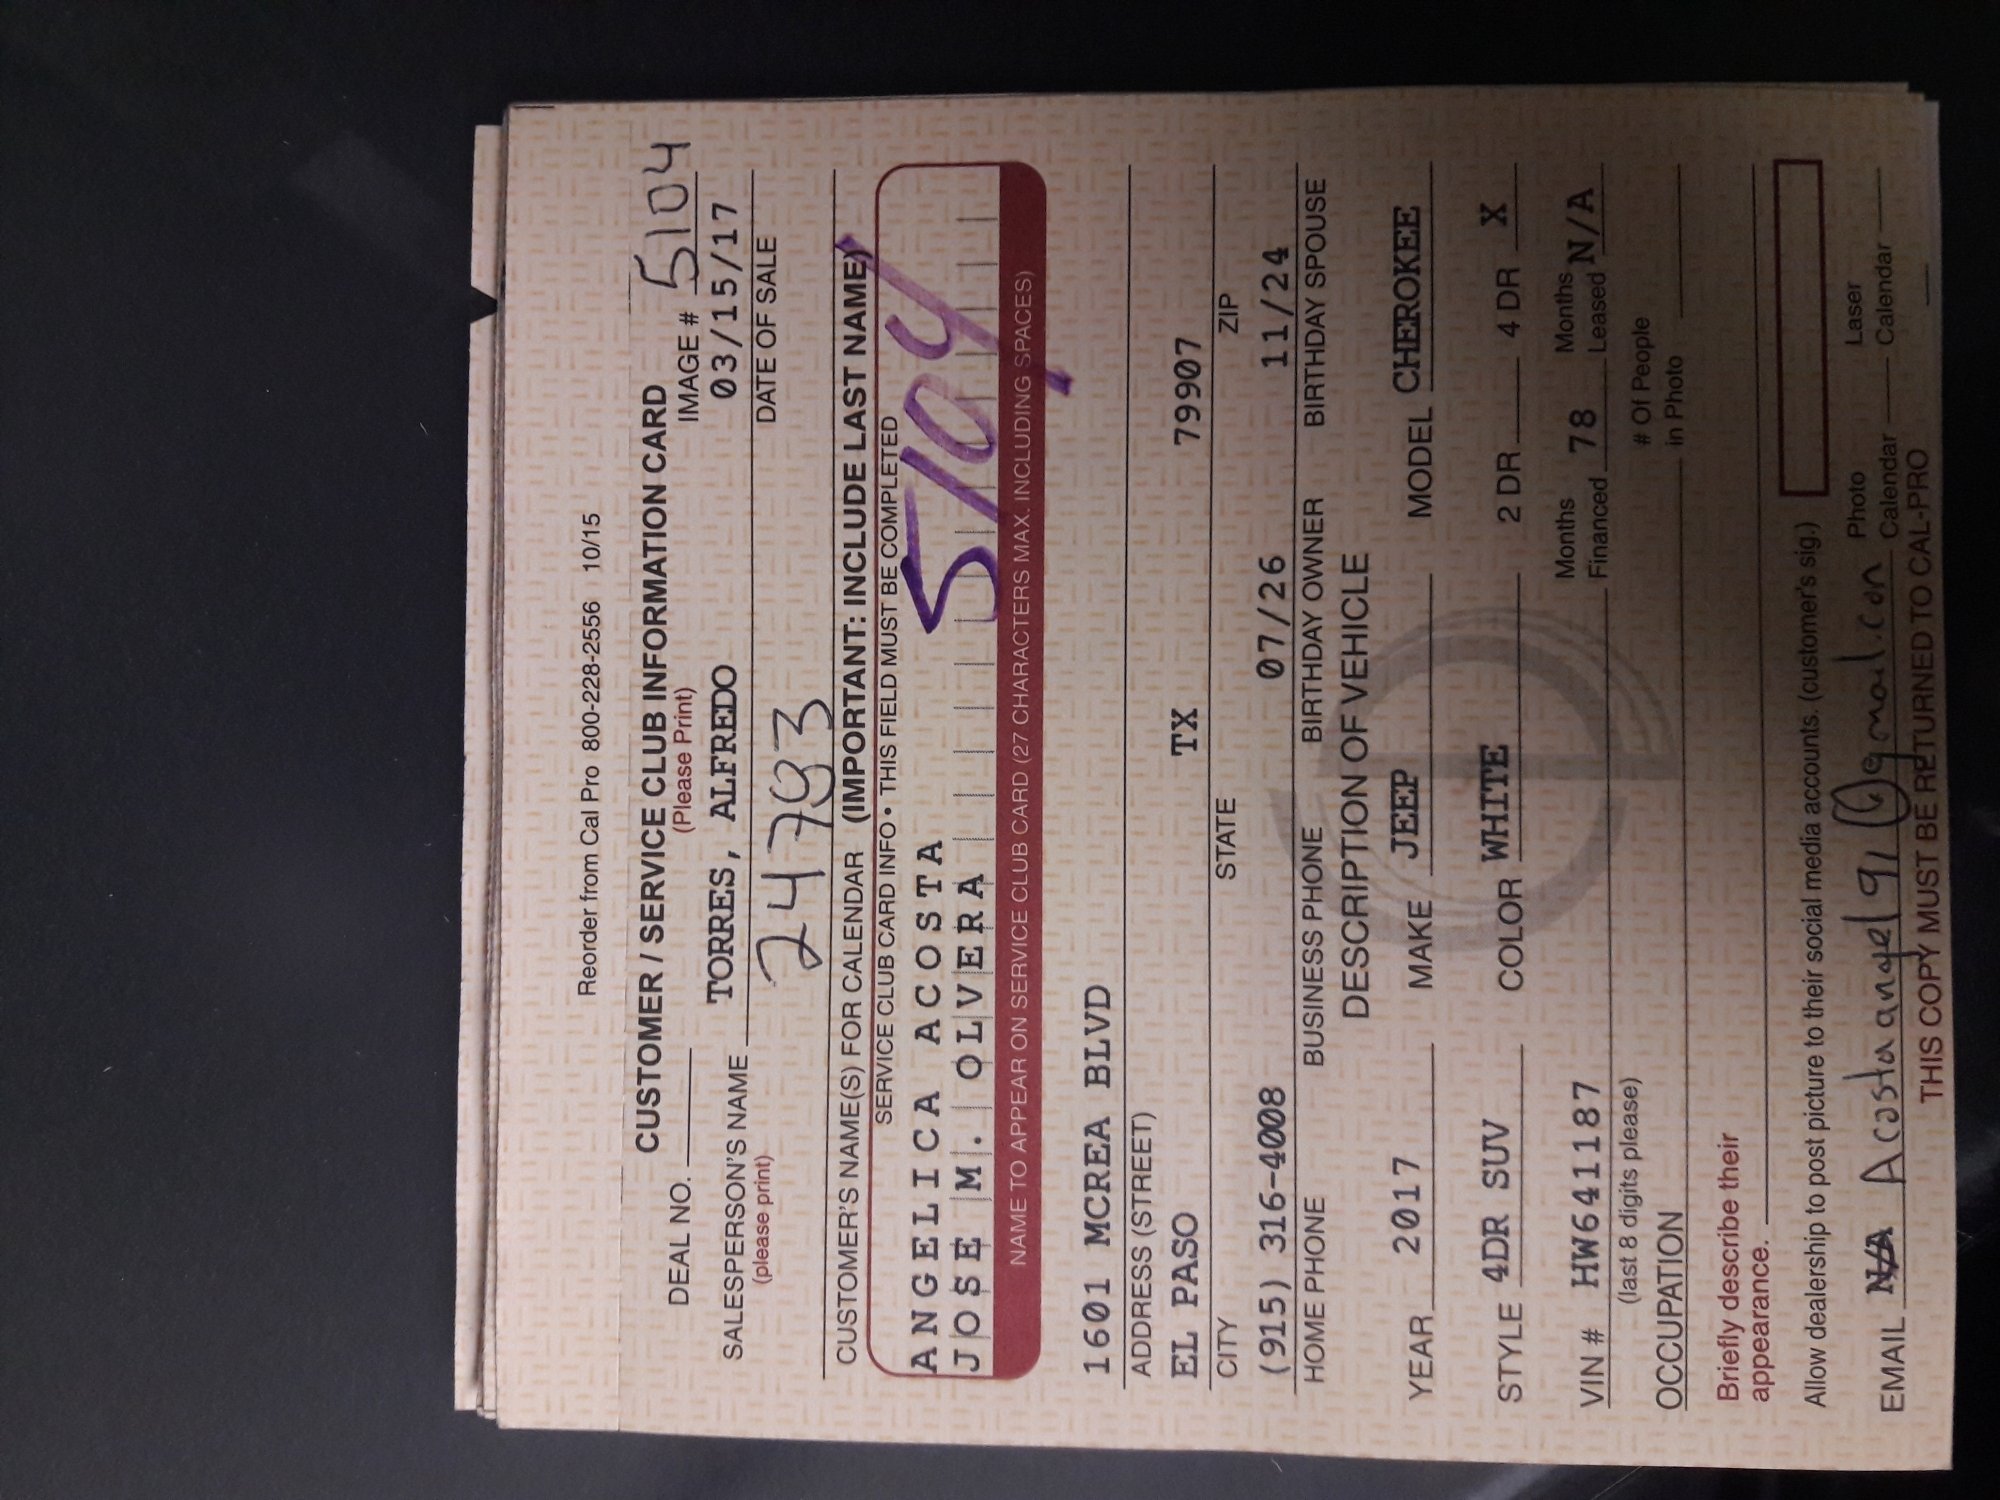 Reorder from Cal Pro 800-228-2556 10/15
CUSTOMER / SERVICE CLUB INFORMATION CARD
(Please Print)
DEAL NO. IMAGE # 5104
SALESPERSON'S NAME TORRES, ALFREDO 03/15/17
(please print) 24783 DATE OF SALE
CUSTOMER'S NAME(S) FOR CALENDAR (IMPORTANT: INCLUDE LAST NAME)
SERVICE CLUB CARD INFO • THIS FIELD MUST BE COMPLETED
ANGELICA ACOSTA
JOSE M. OLVERA 5104
NAME TO APPEAR ON SERVICE CLUB CARD (27 CHARACTERS MAX. INCLUDING SPACES)
1601 MCREA BLVD
ADDRESS (STREET)
EL PASO TX 79907
CITY STATE ZIP
(915) 316-4008 07/26 11/24
HOME PHONE BUSINESS PHONE BIRTHDAY OWNER BIRTHDAY SPOUSE
DESCRIPTION OF VEHICLE
YEAR 2017 MAKE JEEP MODEL CHEROKEE
STYLE 4DR SUV COLOR WHITE 2 DR 4 DR X
VIN # HW641187 Months Financed 78 Months Leased N/A
(last 8 digits please)
OCCUPATION # Of People in Photo
Briefly describe their
appearance.
Allow dealership to post picture to their social media accounts. (customer's sig.)
EMAIL N/A Acostaangel91@gmail.con Photo Calendar Laser Calendar
THIS COPY MUST BE RETURNED TO CAL-PRO